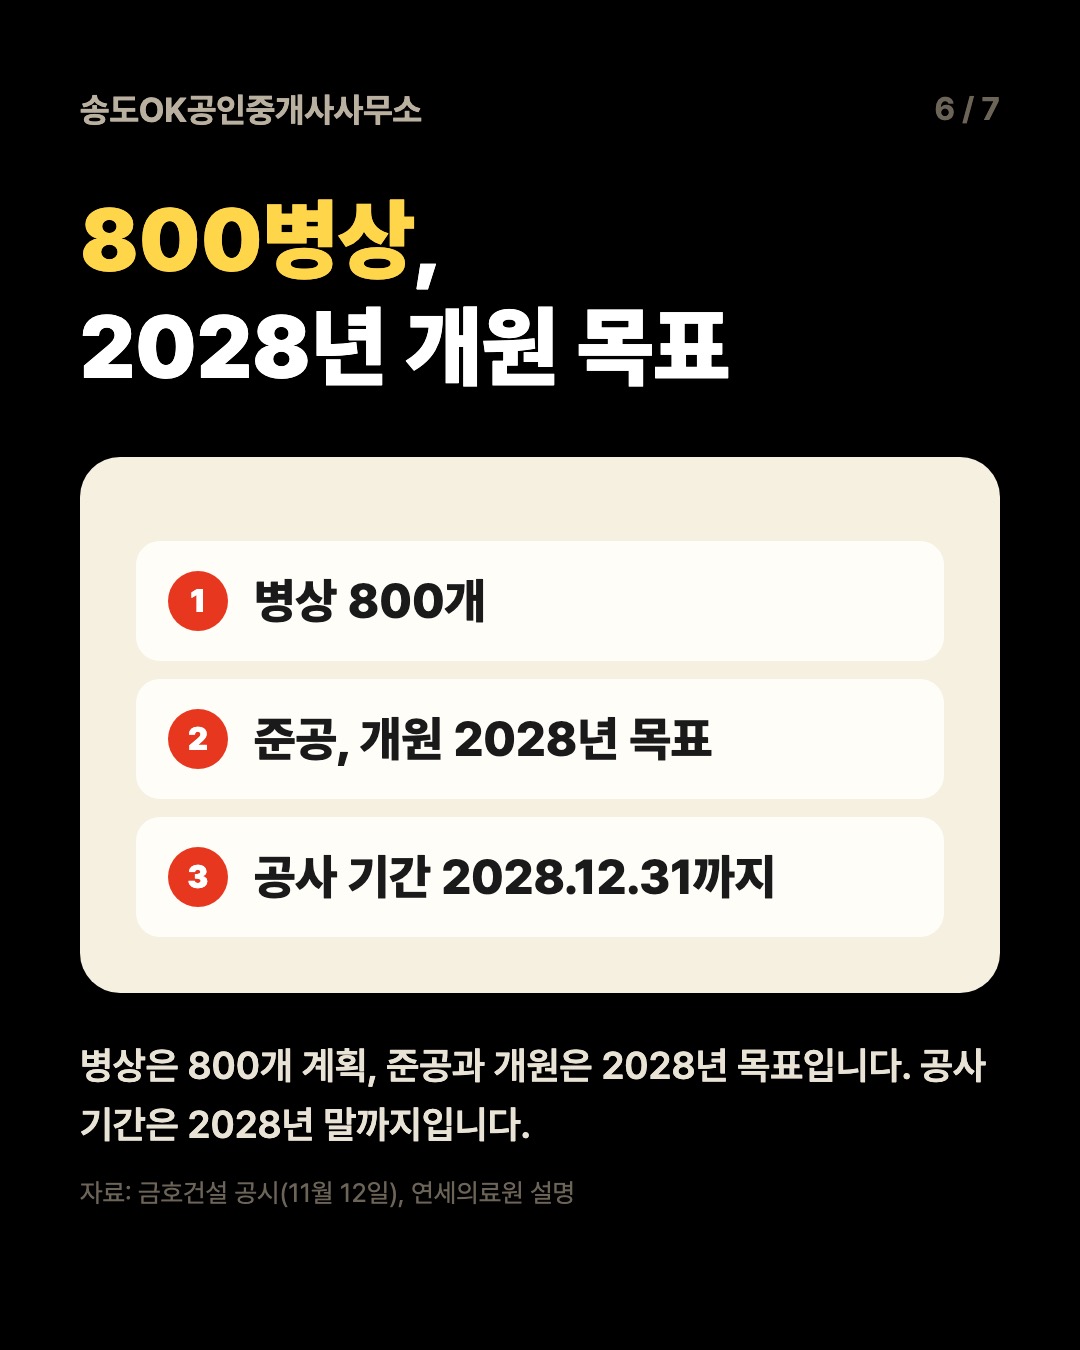 송도OK공인중개사사무소
6 / 7
800병상,
2028년 개원 목표
1 병상 800개
2 준공, 개원 2028년 목표
3 공사 기간 2028.12.31까지
병상은 800개 계획, 준공과 개원은 2028년 목표입니다. 공사
기간은 2028년 말까지입니다.
자료: 금호건설 공시(11월 12일), 연세의료원 설명